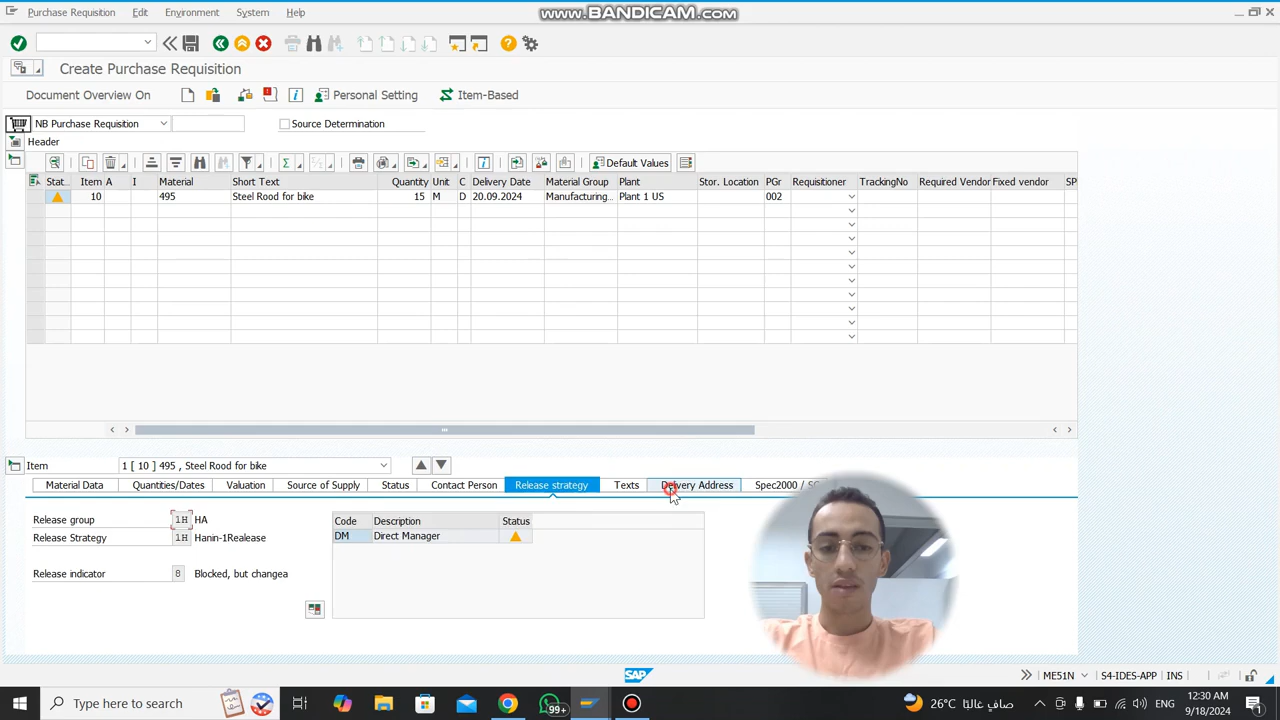 Purchase Requisition Edit Environment System Help
www.BANDICAM.com
Create Purchase Requisition
Document Overview On Personal Setting Item-Based
NB Purchase Requisition Source Determination
Header
Default Values
Stat... Item A I Material Short Text Quantity Unit C Delivery Date Material Group Plant Stor. Location PGr Requisitioner TrackingNo Required Vendor Fixed vendor SP
10 495 Steel Rood for bike 15 M D 20.09.2024 Manufacturing... Plant 1 US 002
Item 1 [ 10 ] 495 , Steel Rood for bike
Material Data Quantities/Dates Valuation Source of Supply Status Contact Person Release strategy Texts Delivery Address Spec2000 /
Release group 1H HA
Release Strategy 1H Hanin-1Realease
Release indicator 8 Blocked, but changea
Code Description Status
DM Direct Manager
SAP
ME51N S4-IDES-APP INS
Type here to search
99+
26°C صافٍ غالبًا
ENG
12:30 AM
9/18/2024
1